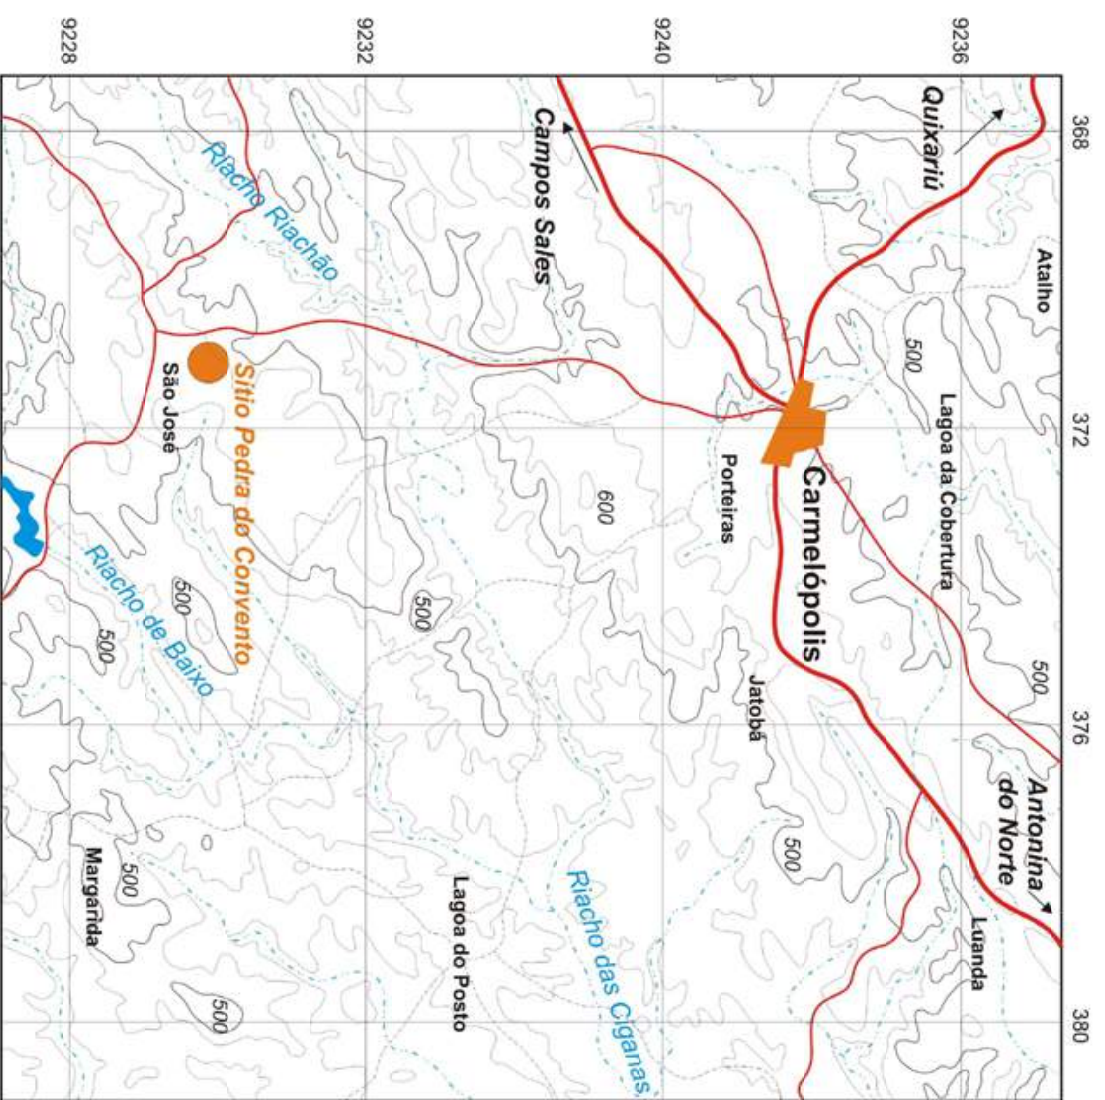 368
372
376
380
Atalho
500
Antonina
do Norte
Luanda
9236
Lagoa da Cobertura
Quixariú
500
Carmelópolis
500
Jatobá
Porteiras
9240
600
Riacho das Ciganas
Campos Sales
Lagoa do Posto
500
9232
Riacho Riachão
Sítio Pedra do Convento
500
500
São José
Riacho de Baixo
500
500
Margarida
9228